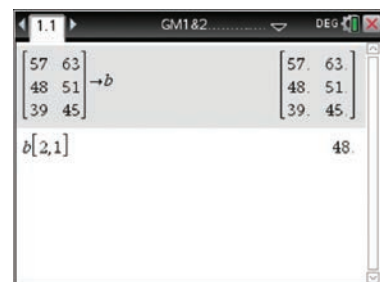 1.1 GM1&2............ DEG
[57 63]        [57. 63.]
[48 51] →b  [48. 51.]
[39 45]        [39. 45.]
b[2,1] 48.